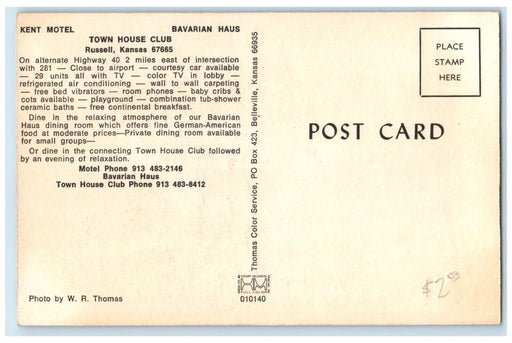 KENT MOTEL BAVARIAN HAUS
TOWN HOUSE CLUB
Russell, Kansas 67665
On alternate Highway 40 2 miles east of intersection
with 281 — Close to airport — courtesy car available
— 29 units all with TV — color TV in lobby —
refrigerated air conditioning — wall to wall carpeting
— free bed vibrators — room phones — baby cribs &
cots available — playground — combination tub-shower
ceramic baths — free continental breakfast.
Dine in the relaxing atmosphere of our Bavarian
Haus dining room which offers fine German-American
food at moderate prices—Private dining room available
for small groups—
Or dine in the connecting Town House Club followed
by an evening of relaxation.
Motel Phone 913 483-2146
Bavarian Haus
Town House Club Phone 913 483-8412
Photo by W. R. Thomas
Thomas Color Service, PO Box 423, Belleville, Kansas 66935
HM
FULL COLOR
010140
PLACE
STAMP
HERE
POST CARD
$2.00